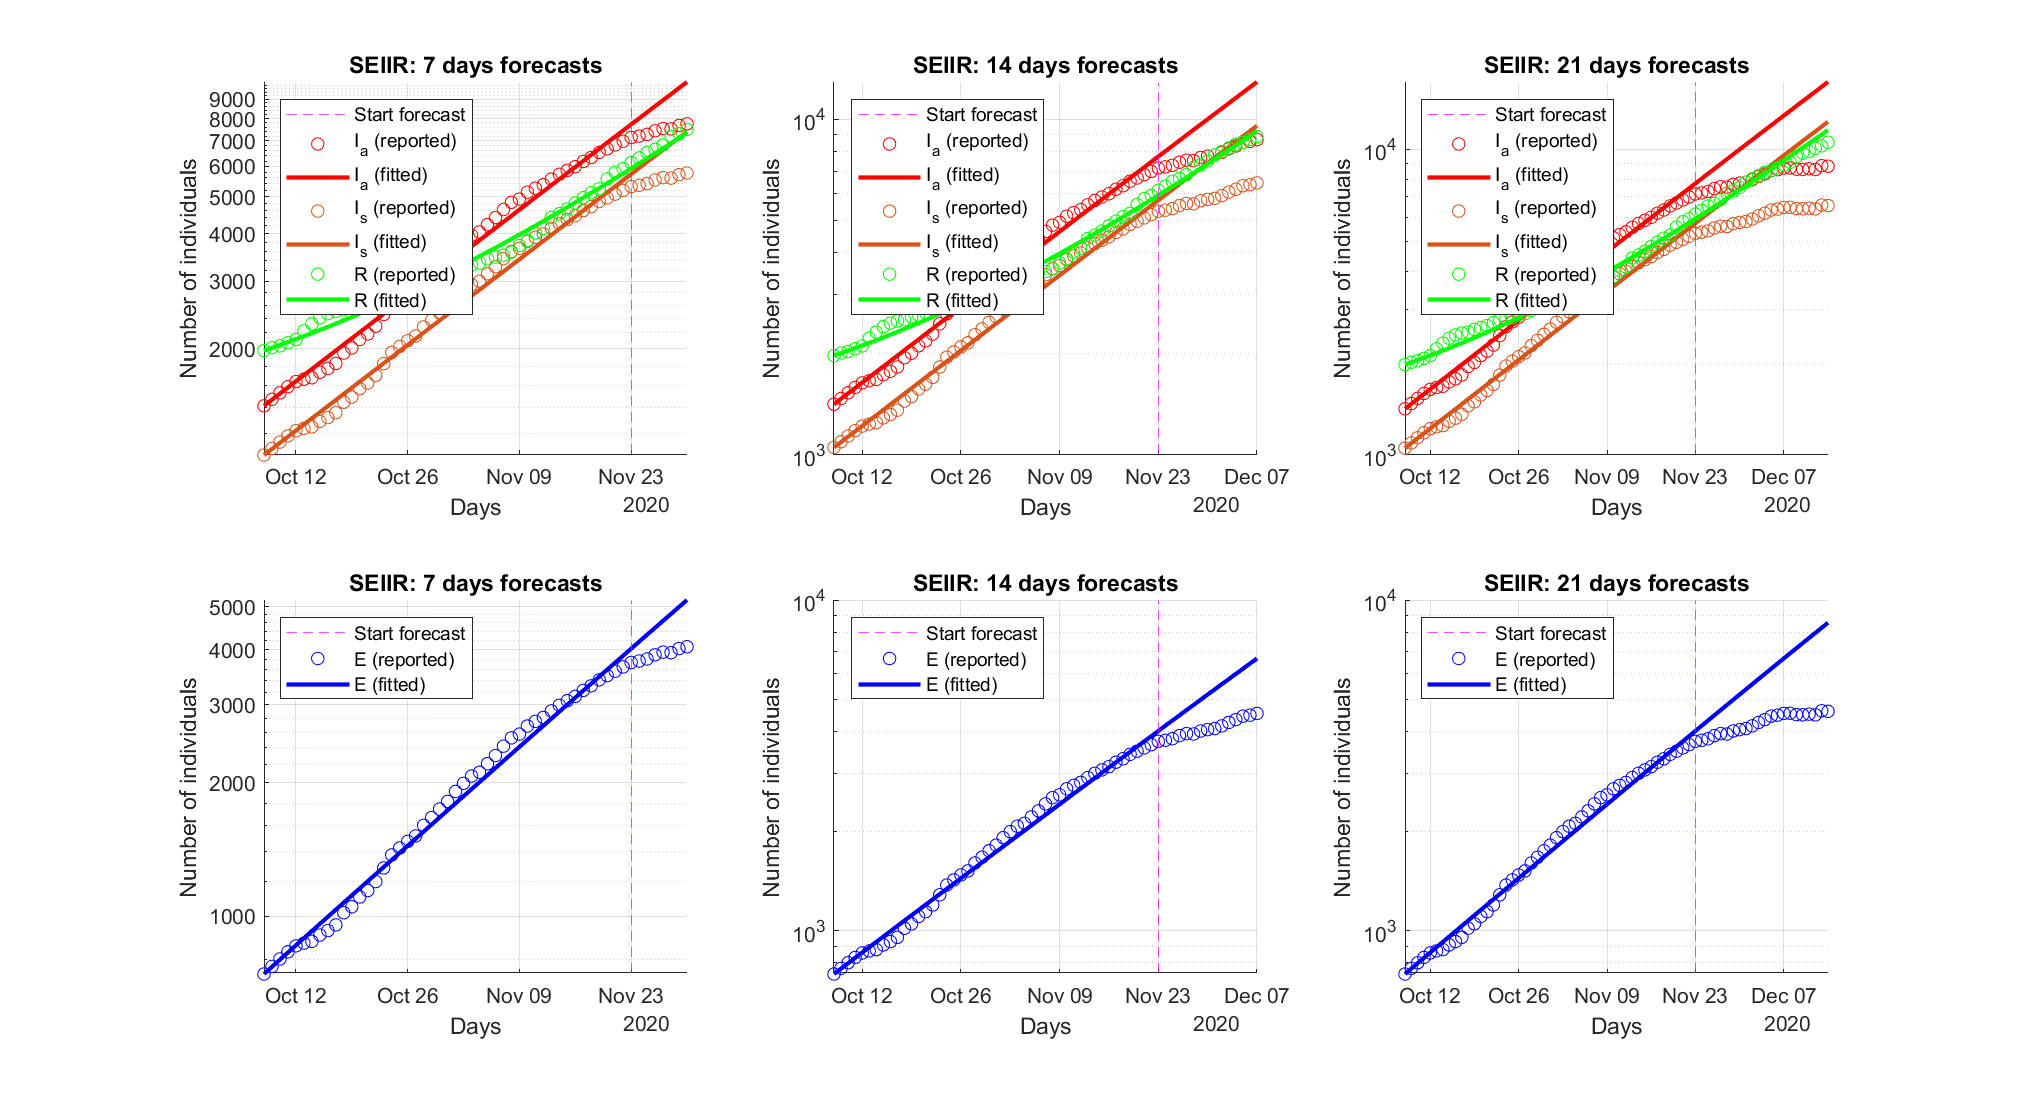 SEIIR: 7 days forecasts
Number of individuals
9000
8000
7000
6000
5000
4000
3000
2000
Start forecast
I_a (reported)
I_a (fitted)
I_s (reported)
I_s (fitted)
R (reported)
R (fitted)
Oct 12
Oct 26
Nov 09
Nov 23
Days
2020
SEIIR: 14 days forecasts
Number of individuals
10^4
10^3
Start forecast
I_a (reported)
I_a (fitted)
I_s (reported)
I_s (fitted)
R (reported)
R (fitted)
Oct 12
Oct 26
Nov 09
Nov 23
Dec 07
Days
2020
SEIIR: 21 days forecasts
Number of individuals
10^4
10^3
Start forecast
I_a (reported)
I_a (fitted)
I_s (reported)
I_s (fitted)
R (reported)
R (fitted)
Oct 12
Oct 26
Nov 09
Nov 23
Dec 07
Days
2020
SEIIR: 7 days forecasts
Number of individuals
5000
4000
3000
2000
1000
Start forecast
E (reported)
E (fitted)
Oct 12
Oct 26
Nov 09
Nov 23
Days
2020
SEIIR: 14 days forecasts
Number of individuals
10^4
10^3
Start forecast
E (reported)
E (fitted)
Oct 12
Oct 26
Nov 09
Nov 23
Dec 07
Days
2020
SEIIR: 21 days forecasts
Number of individuals
10^4
10^3
Start forecast
E (reported)
E (fitted)
Oct 12
Oct 26
Nov 09
Nov 23
Dec 07
Days
2020